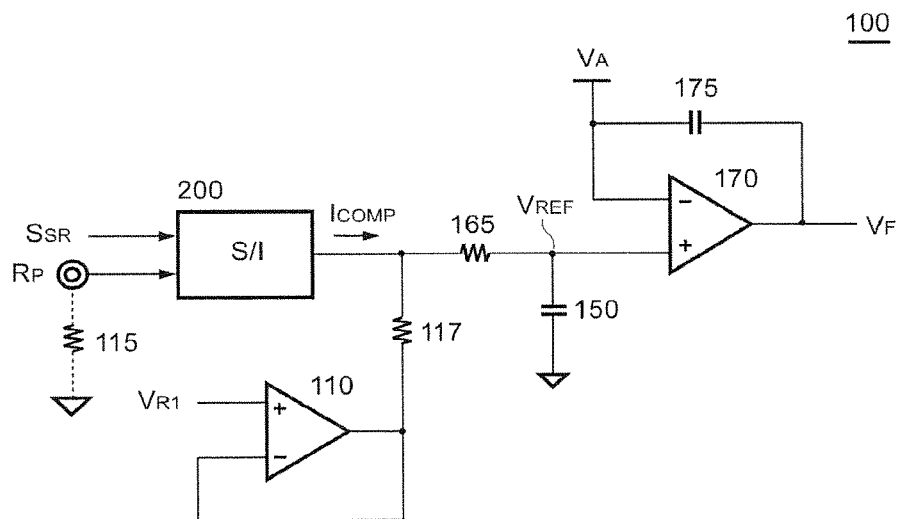 100
VA
175
200
170
ICOMP
165
VREF
SSR
S/I
−
VF
RP
+
150
115
117
110
VR1
+
−